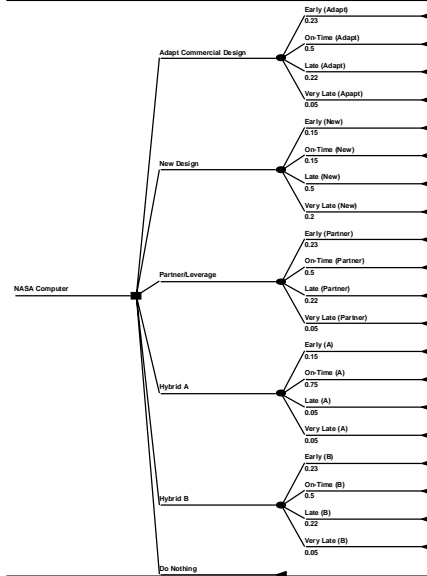 Early (Adapt)
0.23
On-Time (Adapt)
0.5
Adapt Commercial Design
Late (Adapt)
0.22
Very Late (Apapt)
0.05
Early (New)
0.15
On-Time (New)
0.15
New Design
Late (New)
0.5
Very Late (New)
0.2
Early (Partner)
0.23
On-Time (Partner)
0.5
Partner/Leverage
NASA Computer
Late (Partner)
0.22
Very Late (Partner)
0.05
Early (A)
0.15
On-Time (A)
0.75
Hybrid A
Late (A)
0.05
Very Late (A)
0.05
Early (B)
0.23
On-Time (B)
0.5
Hybrid B
Late (B)
0.22
Very Late (B)
0.05
Do Nothing